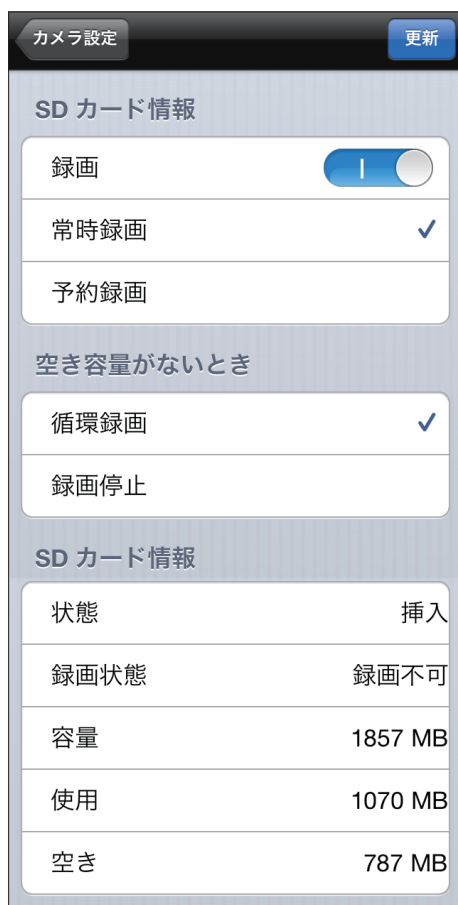 カメラ設定
更新
SD カード情報
録画
常時録画
予約録画
空き容量がないとき
循環録画
録画停止
SD カード情報
状態 挿入
録画状態 録画不可
容量 1857 MB
使用 1070 MB
空き 787 MB